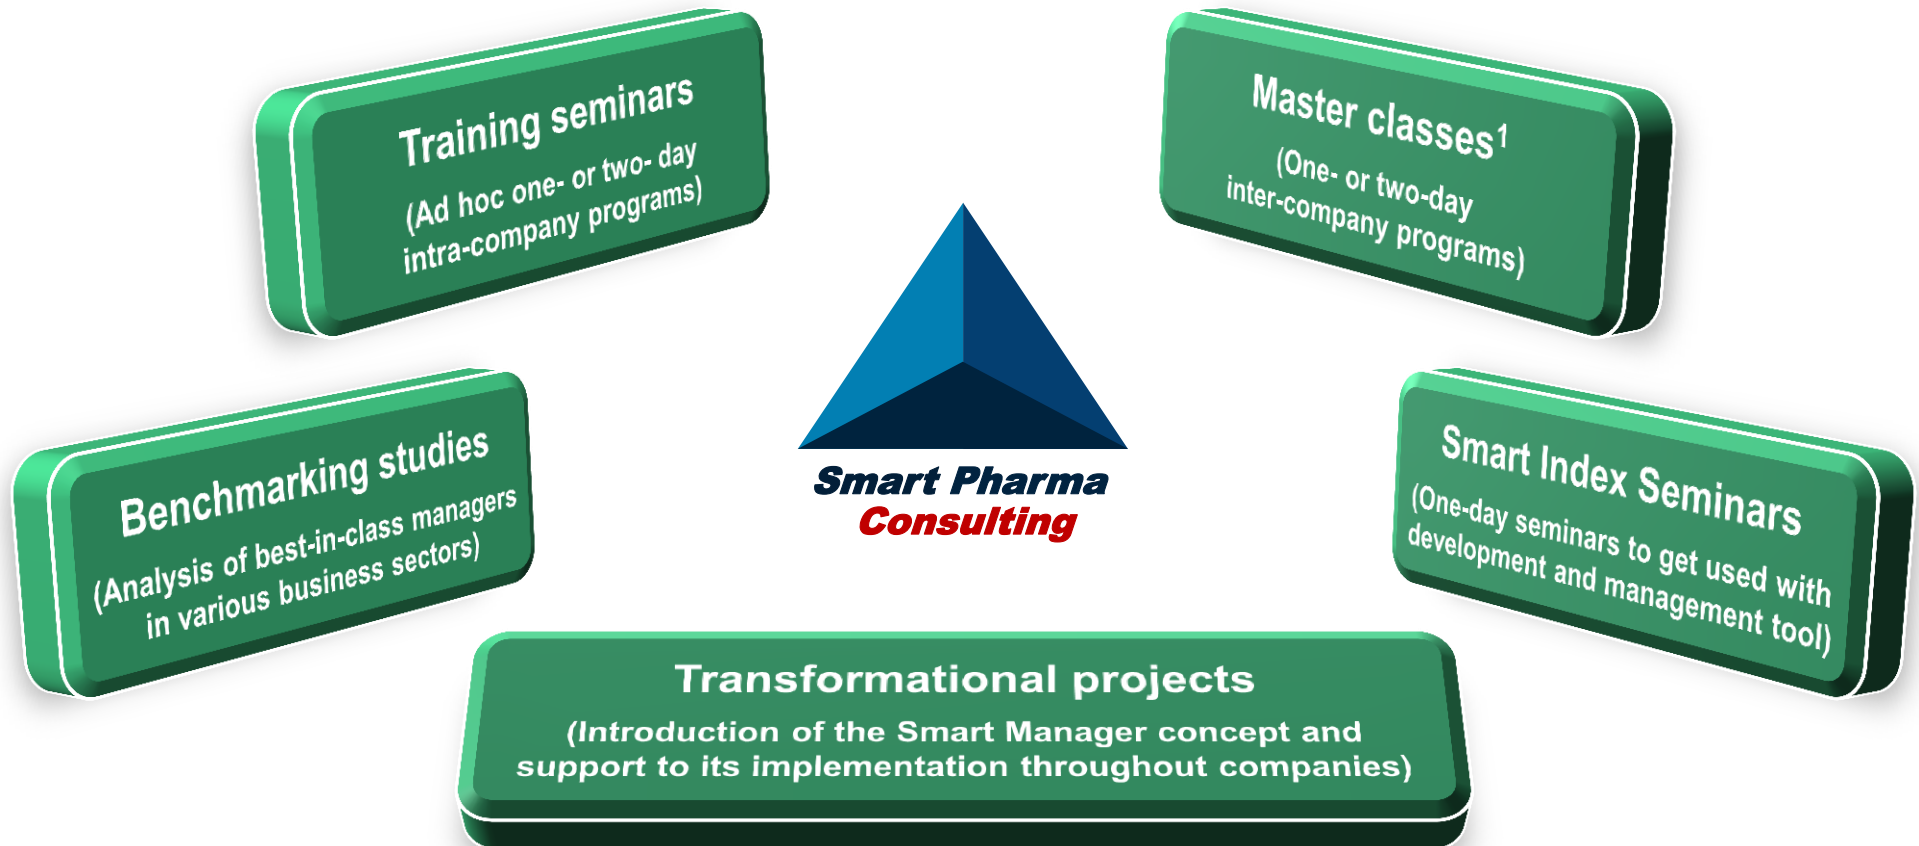 Training seminars
(Ad hoc one- or two- day
intra-company programs)
Master classes¹
(One- or two-day
inter-company programs)
Benchmarking studies
(Analysis of best-in-class managers
in various business sectors)
Smart Pharma
Consulting
Smart Index Seminars
(One-day seminars to get used with
development and management tool)
Transformational projects
(Introduction of the Smart Manager concept and
support to its implementation throughout companies)